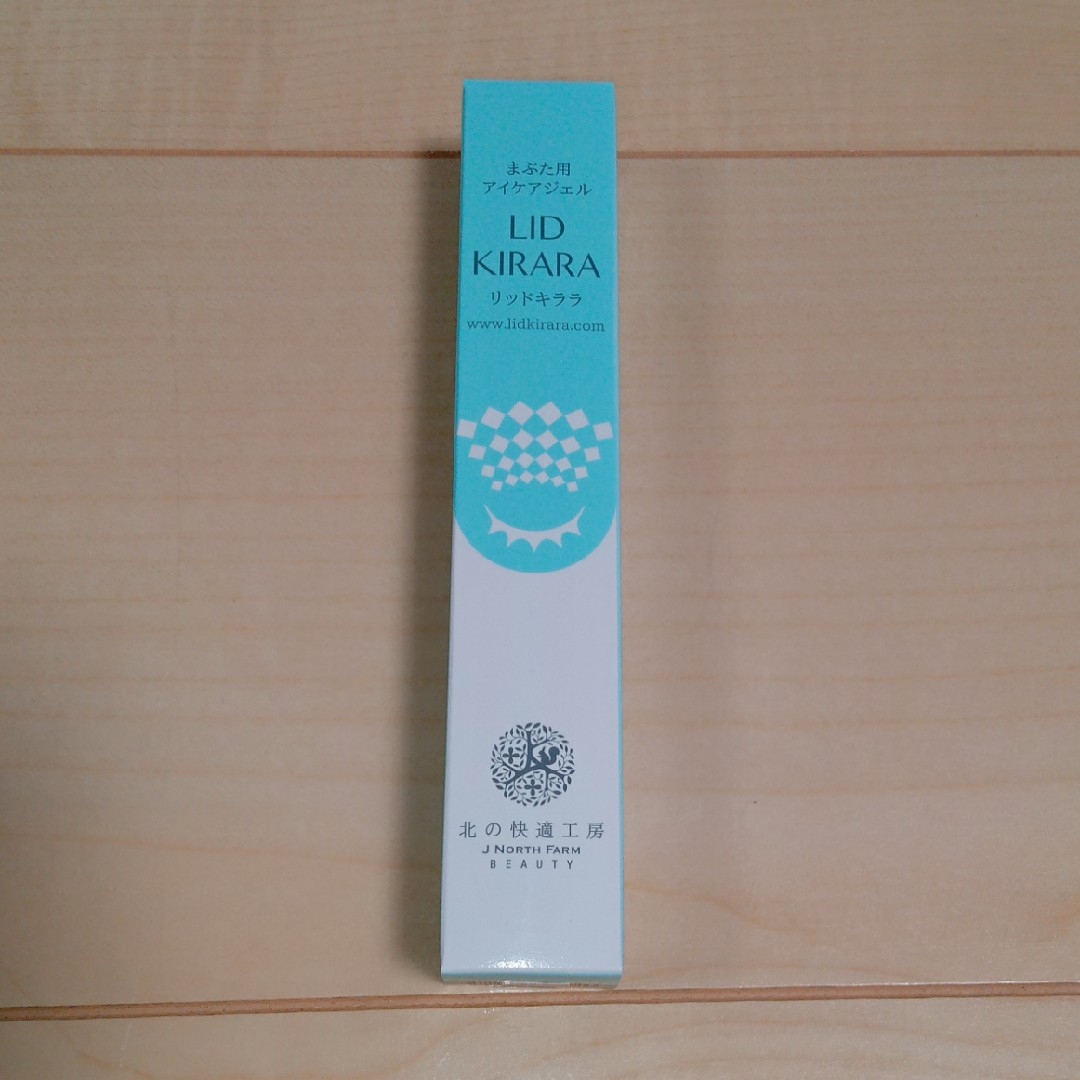 まぶた用
アイケアジェル
LID
KIRARA
リッドキララ
www.lidkirara.com
北の快適工房
J NORTH FARM
BEAUTY